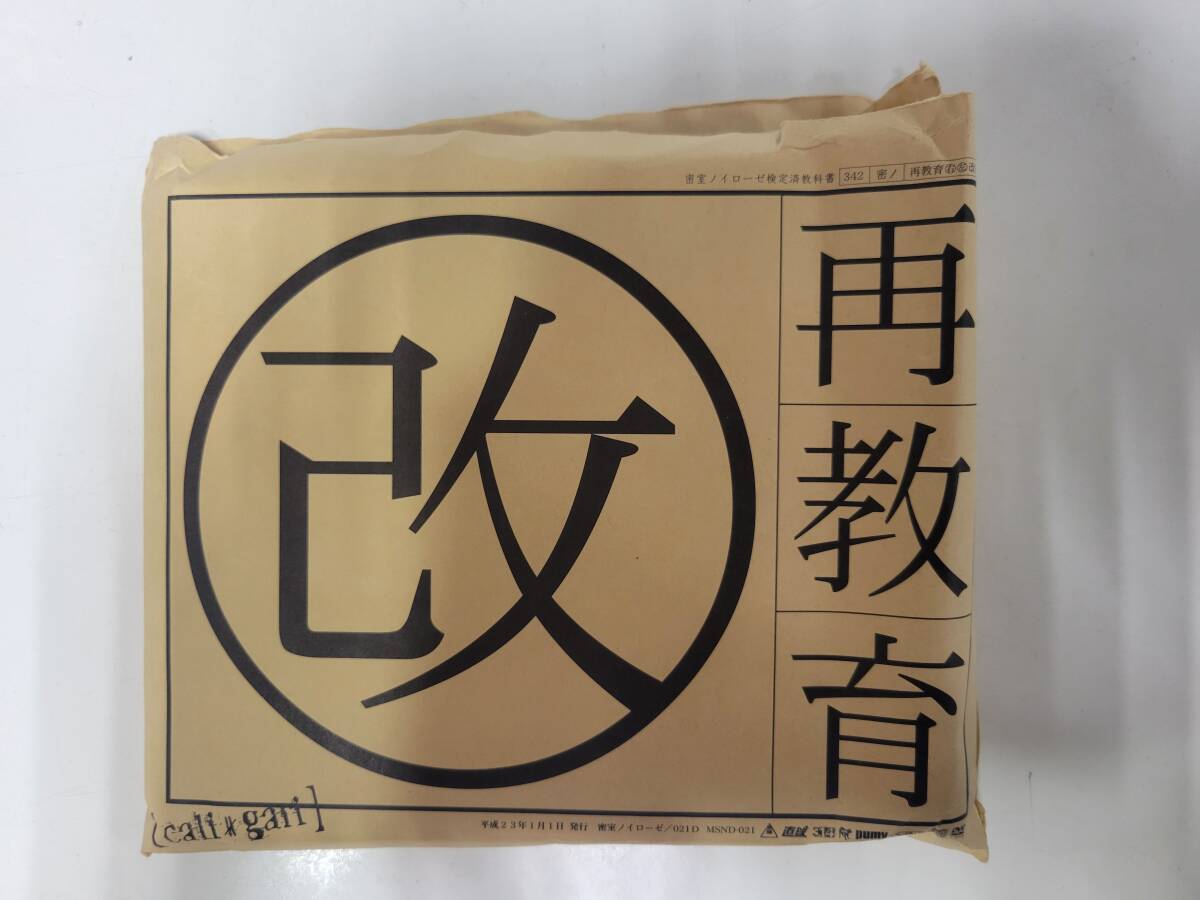 密室ノイローゼ検定済教科書 342 密ノ 再教育
再教育
改
[cali≠gari]
平成23年1月1日 発行 密室ノイローゼ/021D MSND-021